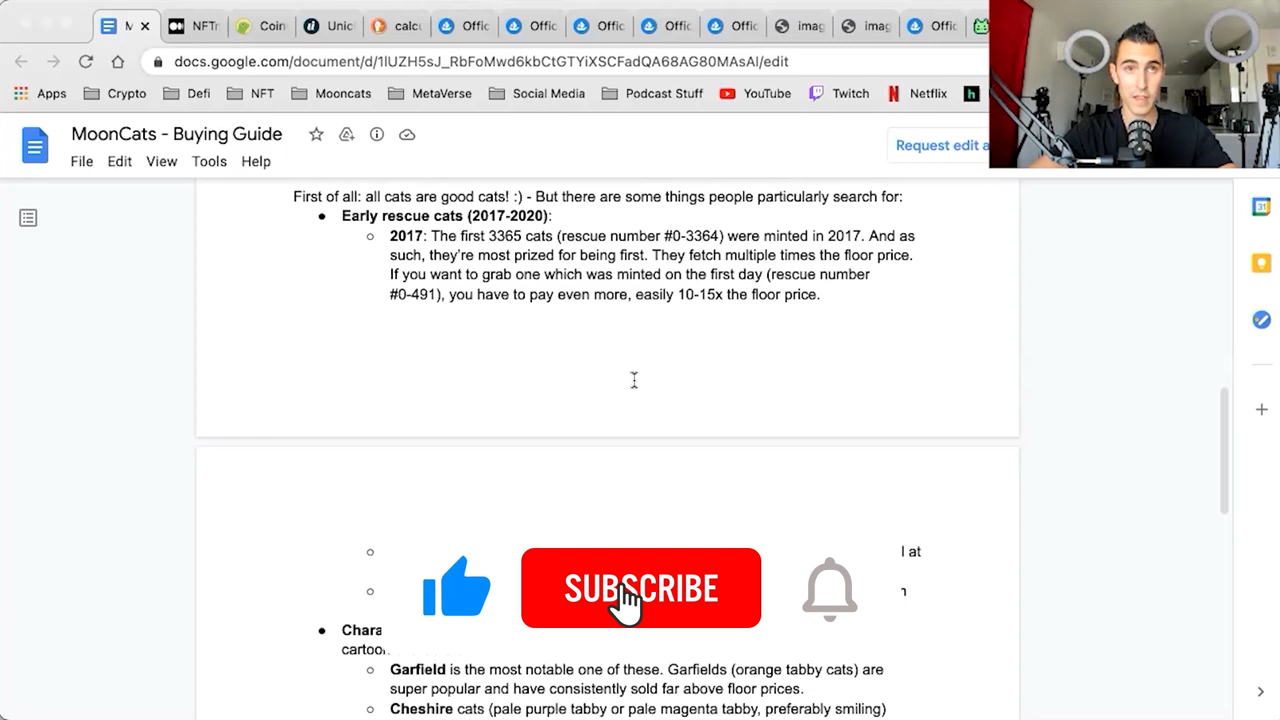 M
NFTr
Coin
Unic
calcu
Offic
Offic
Offic
Offic
Offic
imag
imag
Offic
docs.google.com/document/d/1lUZH5sJ_RbFoMwd6kbCtGTYiXSCFadQA68AG80MAsAI/edit
Apps
Crypto
Defi
NFT
Mooncats
MetaVerse
Social Media
Podcast Stuff
YouTube
Twitch
Netflix
h
MoonCats - Buying Guide
File Edit View Tools Help
Request edit a
First of all: all cats are good cats! :) - But there are some things people particularly search for:
● Early rescue cats (2017-2020):
○ 2017: The first 3365 cats (rescue number #0-3364) were minted in 2017. And as
such, they're most prized for being first. They fetch multiple times the floor price.
If you want to grab one which was minted on the first day (rescue number
#0-491), you have to pay even more, easily 10-15x the floor price.
l at
SUBSCRIBE
n
● Chara
cartoo
○ Garfield is the most notable one of these. Garfields (orange tabby cats) are
super popular and have consistently sold far above floor prices.
○ Cheshire cats (pale purple tabby or pale magenta tabby, preferably smiling)
31